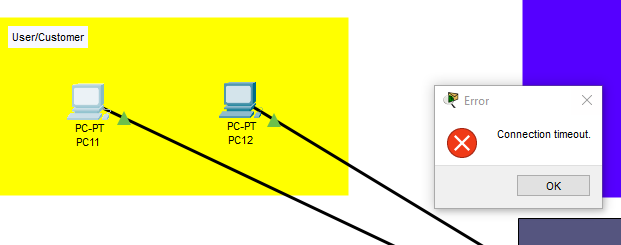 User/Customer
PC-PT
PC11
PC-PT
PC12
Error
Connection timeout.
OK